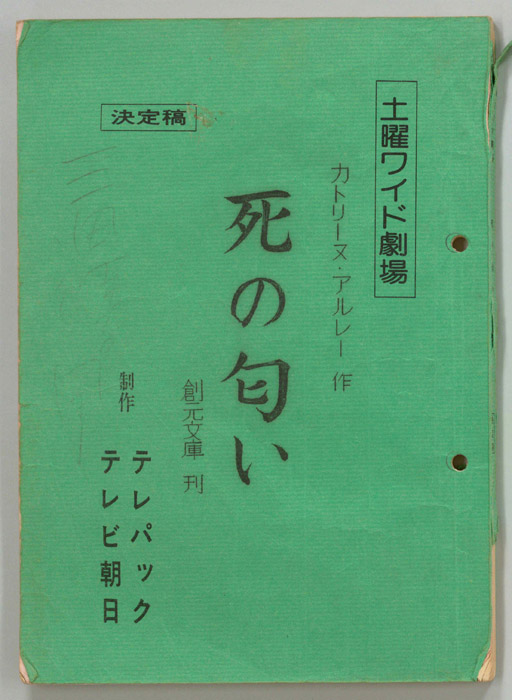 土曜ワイド劇場
カトリーヌ・アルレー 作
死の匂い
創元文庫 刊
決定稿
制作
テレパック
テレビ朝日